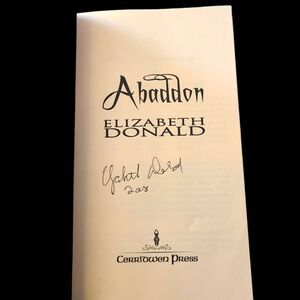 Abaddon
ELIZABETH
DONALD
CERRIDWEN PRESS